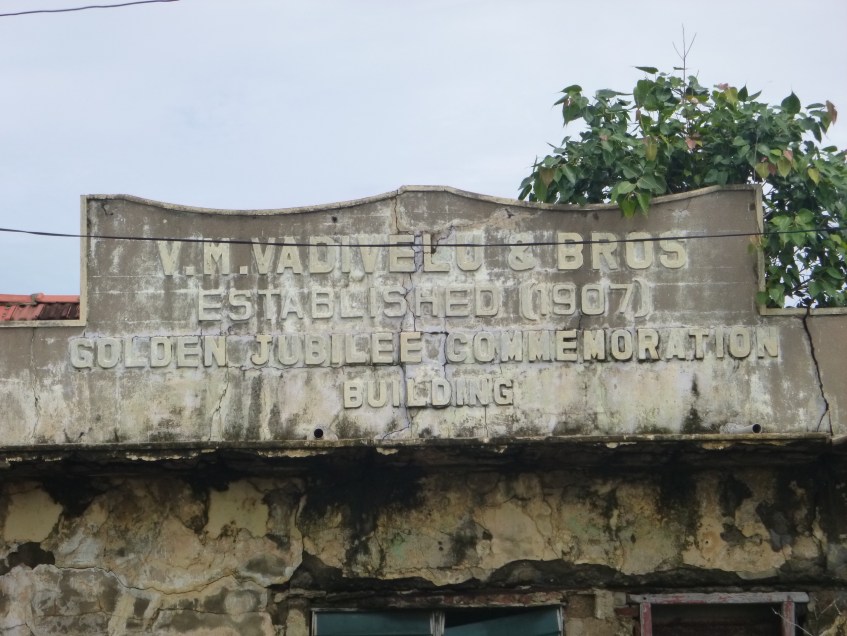 V.M.VADIVELU & BROS
ESTABLISHED (1907)
GOLDEN JUBILEE COMMEMORATION
BUILDING